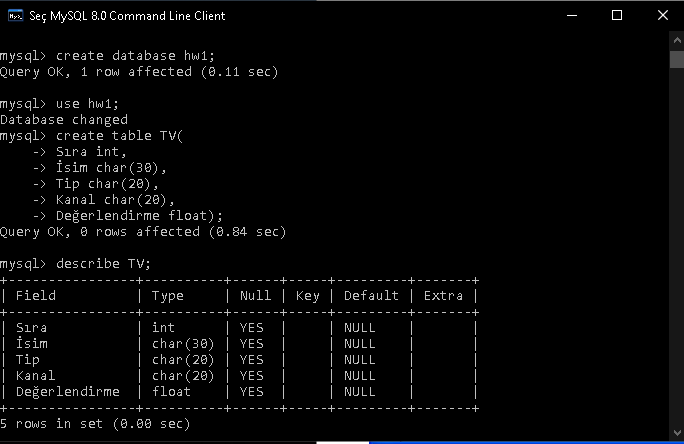 Seç MySQL 8.0 Command Line Client
mysql> create database hw1;
Query OK, 1 row affected (0.11 sec)
mysql> use hw1;
Database changed
mysql> create table TV(
    -> Sıra int,
    -> İsim char(30),
    -> Tip char(20),
    -> Kanal char(20),
    -> Değerlendirme float);
Query OK, 0 rows affected (0.84 sec)
mysql> describe TV;
+---------------+----------+------+-----+---------+-------+
| Field         | Type     | Null | Key | Default | Extra |
+---------------+----------+------+-----+---------+-------+
| Sıra          | int      | YES  |     | NULL    |       |
| İsim          | char(30) | YES  |     | NULL    |       |
| Tip           | char(20) | YES  |     | NULL    |       |
| Kanal         | char(20) | YES  |     | NULL    |       |
| Değerlendirme | float    | YES  |     | NULL    |       |
+---------------+----------+------+-----+---------+-------+
5 rows in set (0.00 sec)